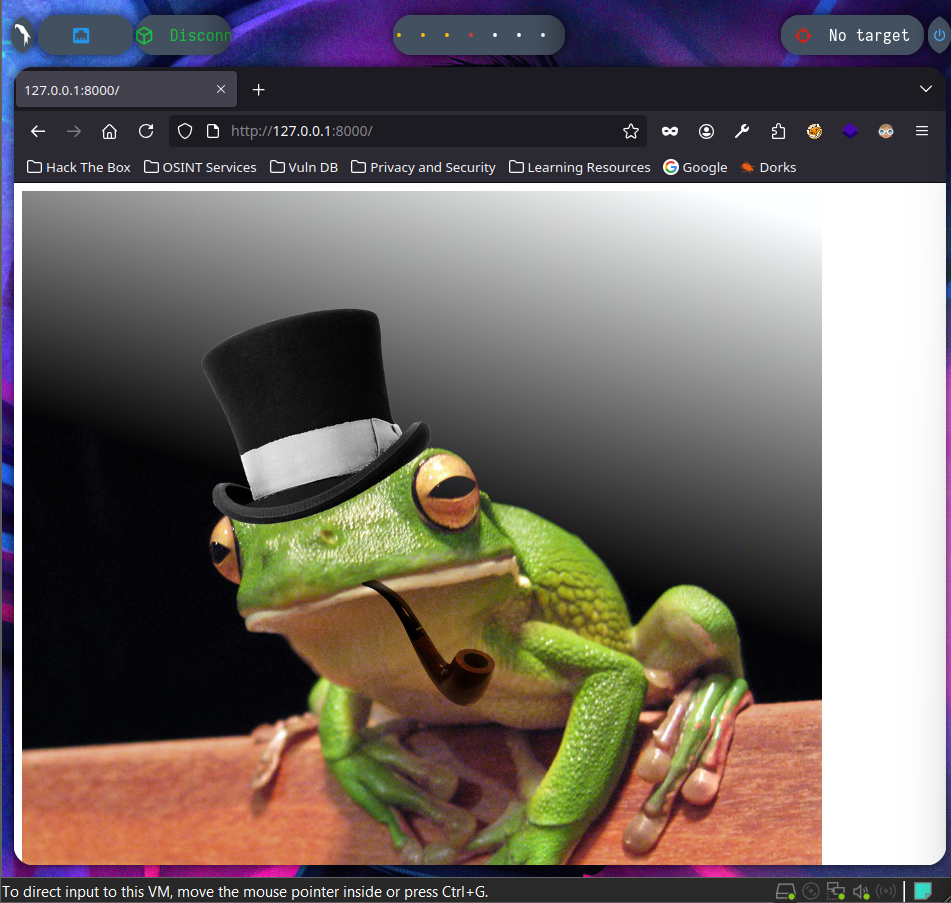 Disconn
No target
127.0.0.1:8000/
http://127.0.0.1:8000/
Hack The Box OSINT Services Vuln DB Privacy and Security Learning Resources Google Dorks
To direct input to this VM, move the mouse pointer inside or press Ctrl+G.